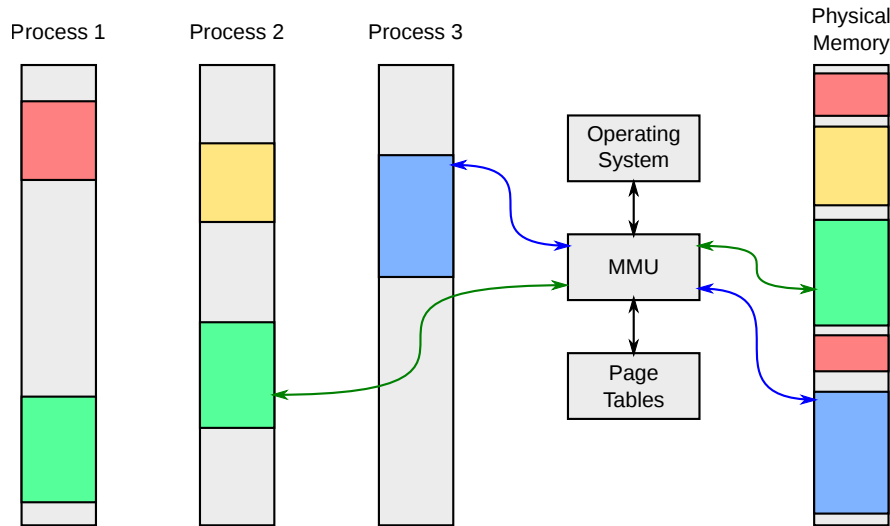 Process 1
Process 2
Process 3
Physical
Memory
Operating
System
MMU
Page
Tables